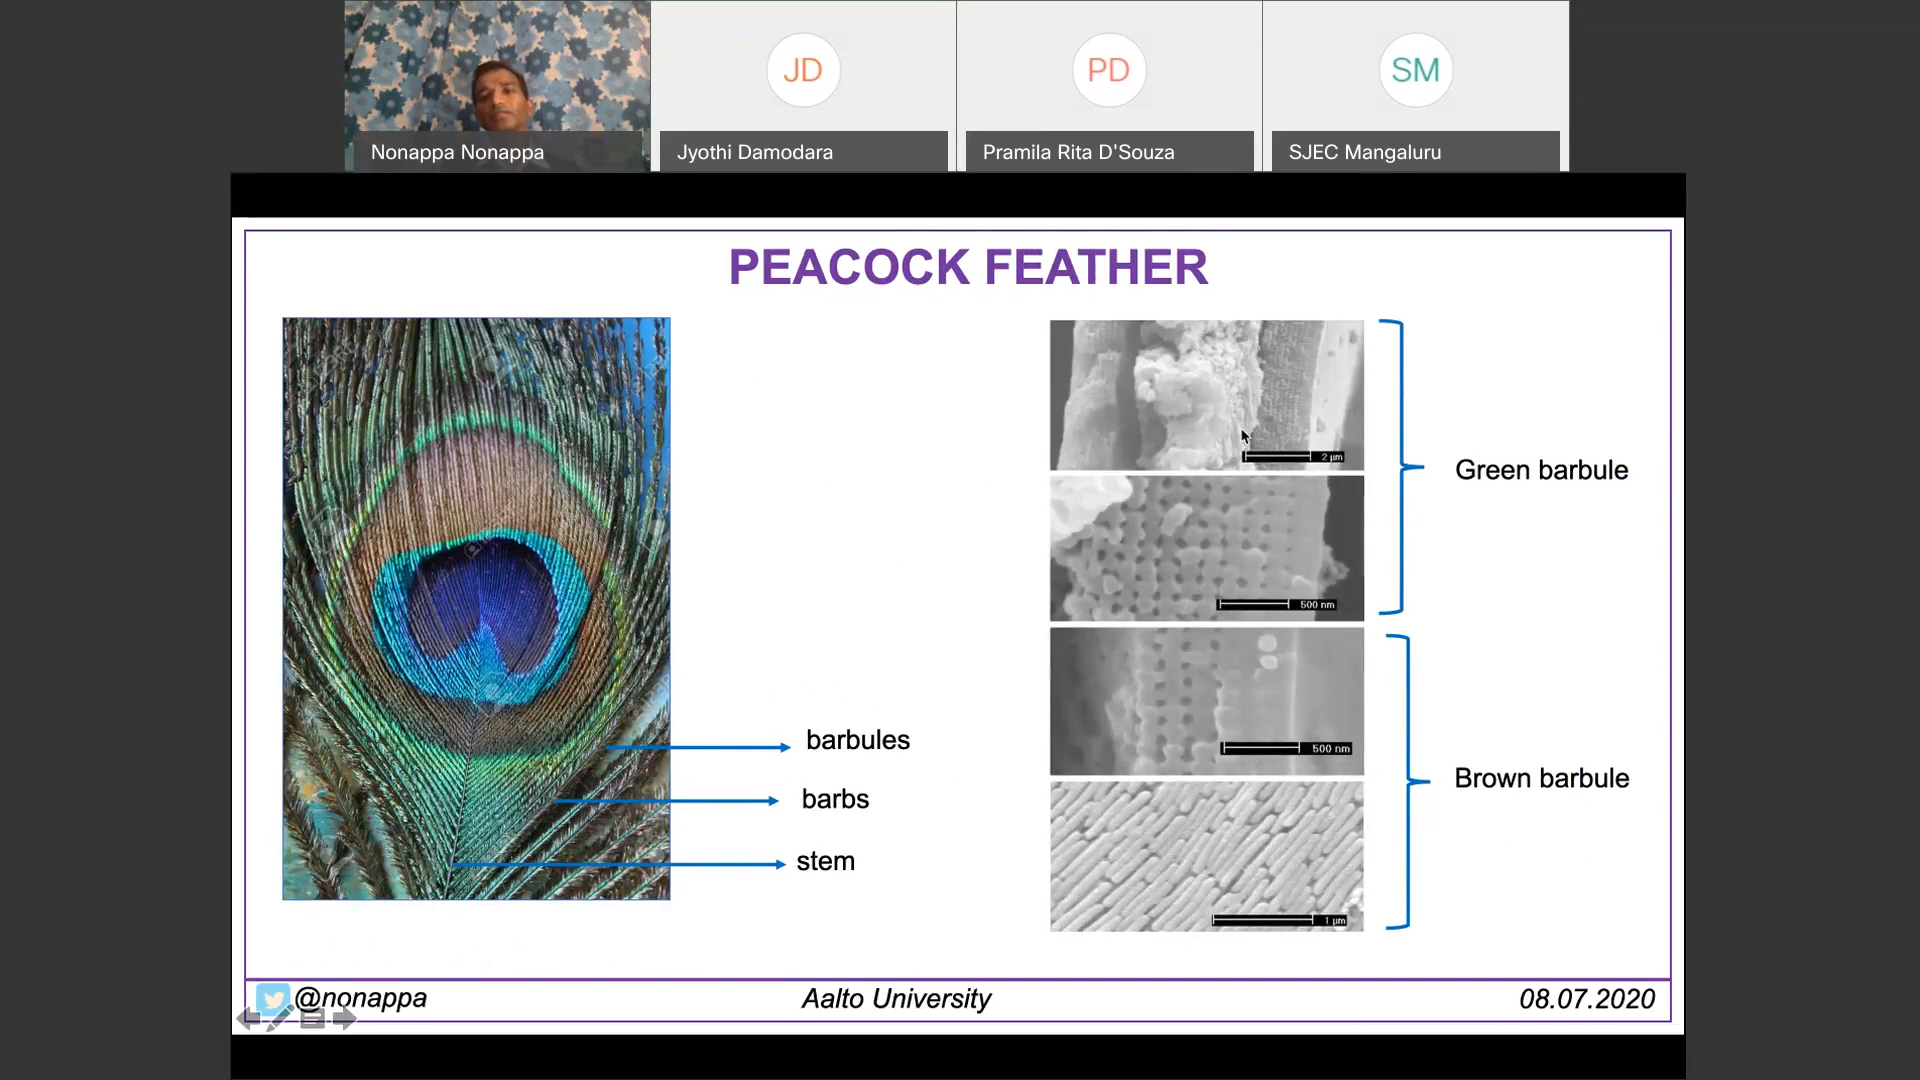 JD
PD
SM
Nonappa Nonappa
Jyothi Damodara
Pramila Rita D'Souza
SJEC Mangaluru
PEACOCK FEATHER
barbules
barbs
stem
2 µm
500 nm
500 nm
1 µm
Green barbule
Brown barbule
@nonappa
Aalto University
08.07.2020